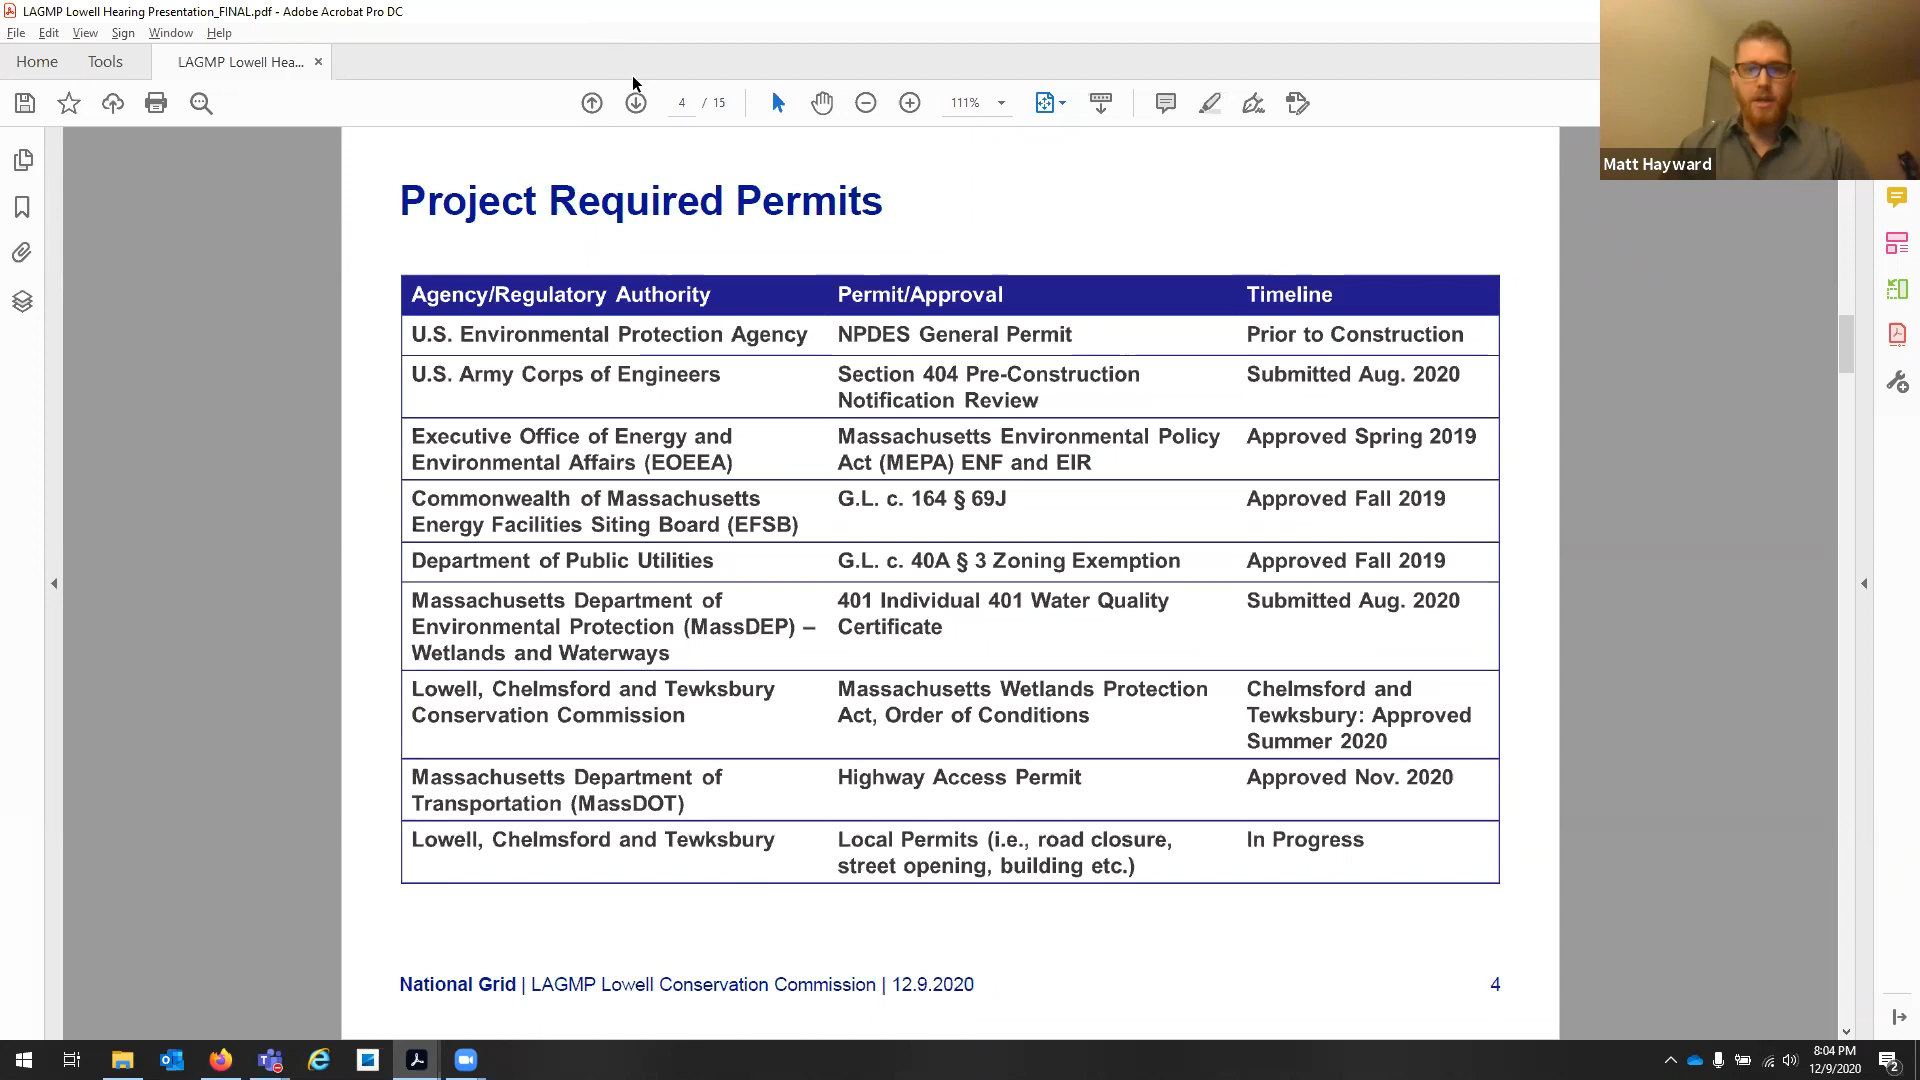 LAGMP Lowell Hearing Presentation_FINAL.pdf - Adobe Acrobat Pro DC
File Edit View Sign Window Help
Home Tools LAGMP Lowell Hea... ×
4 / 15 111%
Matt Hayward
Project Required Permits
Agency/Regulatory Authority Permit/Approval Timeline
U.S. Environmental Protection Agency NPDES General Permit Prior to Construction
U.S. Army Corps of Engineers Section 404 Pre-Construction Submitted Aug. 2020
Notification Review
Executive Office of Energy and Massachusetts Environmental Policy Approved Spring 2019
Environmental Affairs (EOEEA) Act (MEPA) ENF and EIR
Commonwealth of Massachusetts G.L. c. 164 § 69J Approved Fall 2019
Energy Facilities Siting Board (EFSB)
Department of Public Utilities G.L. c. 40A § 3 Zoning Exemption Approved Fall 2019
Massachusetts Department of 401 Individual 401 Water Quality Submitted Aug. 2020
Environmental Protection (MassDEP) – Certificate
Wetlands and Waterways
Lowell, Chelmsford and Tewksbury Massachusetts Wetlands Protection Chelmsford and
Conservation Commission Act, Order of Conditions Tewksbury: Approved
Summer 2020
Massachusetts Department of Highway Access Permit Approved Nov. 2020
Transportation (MassDOT)
Lowell, Chelmsford and Tewksbury Local Permits (i.e., road closure, In Progress
street opening, building etc.)
National Grid | LAGMP Lowell Conservation Commission | 12.9.2020 4
8:04 PM
12/9/2020
2